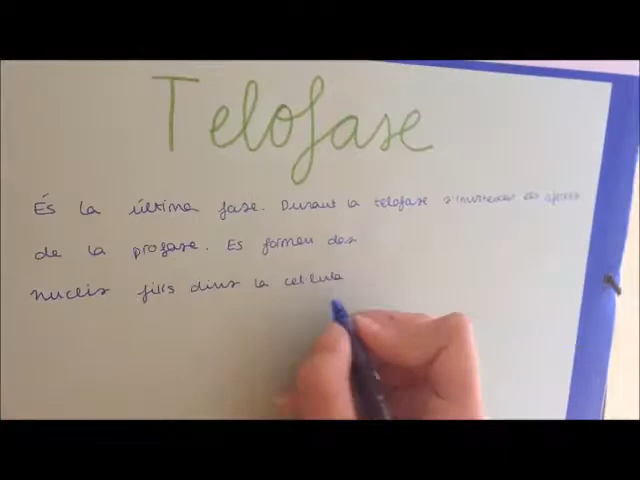 Telofase
És la última fase. Durant la telofase s'inverteixen els efectes
de la profase. Es formen dos
nuclis fills dins la cèl·lula